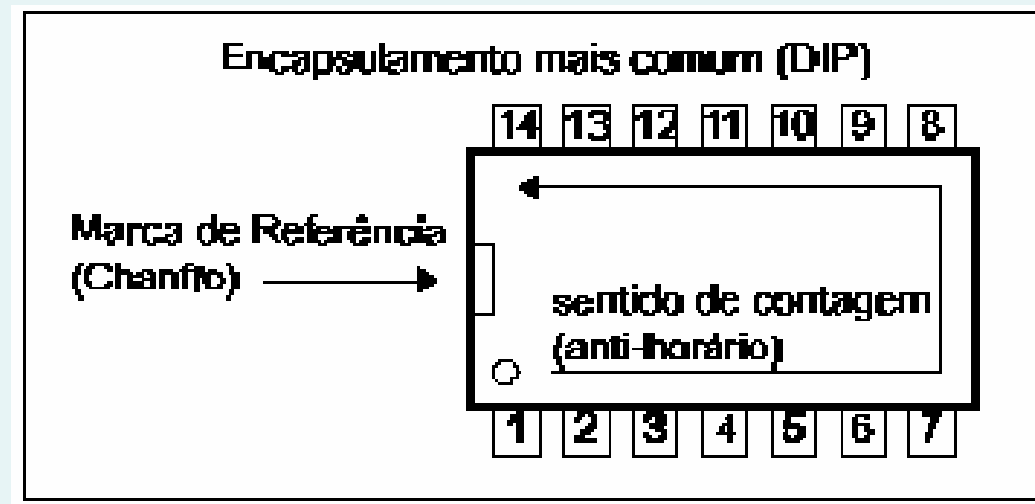 Encapsulamento mais comum (DIP)
14 13 12 11 10 9 8
Marca de Referência
(Chanfro)
sentido de contagem
(anti-horário)
1 2 3 4 5 6 7